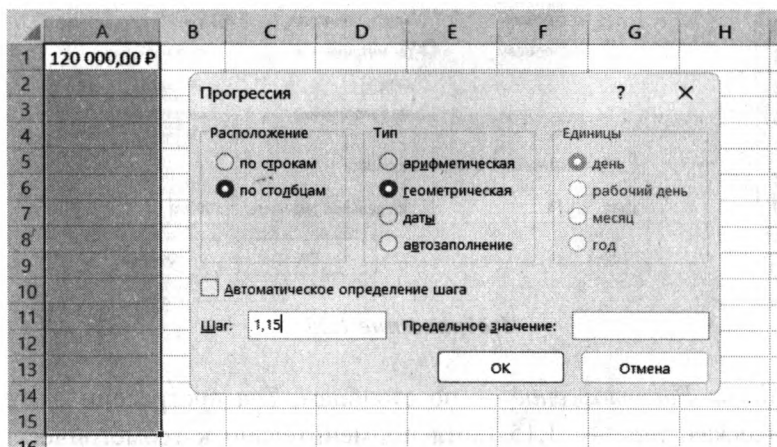 A B C D E F G H
1 120 000,00 ₽
2
3
4
5
6
7
8
9
10
11
12
13
14
15
16
Прогрессия ? ✕
Расположение
по строкам
по столбцам
Тип
арифметическая
геометрическая
даты
автозаполнение
Единицы
день
рабочий день
месяц
год
Автоматическое определение шага
Шаг: 1,15
Предельное значение:
ОК
Отмена